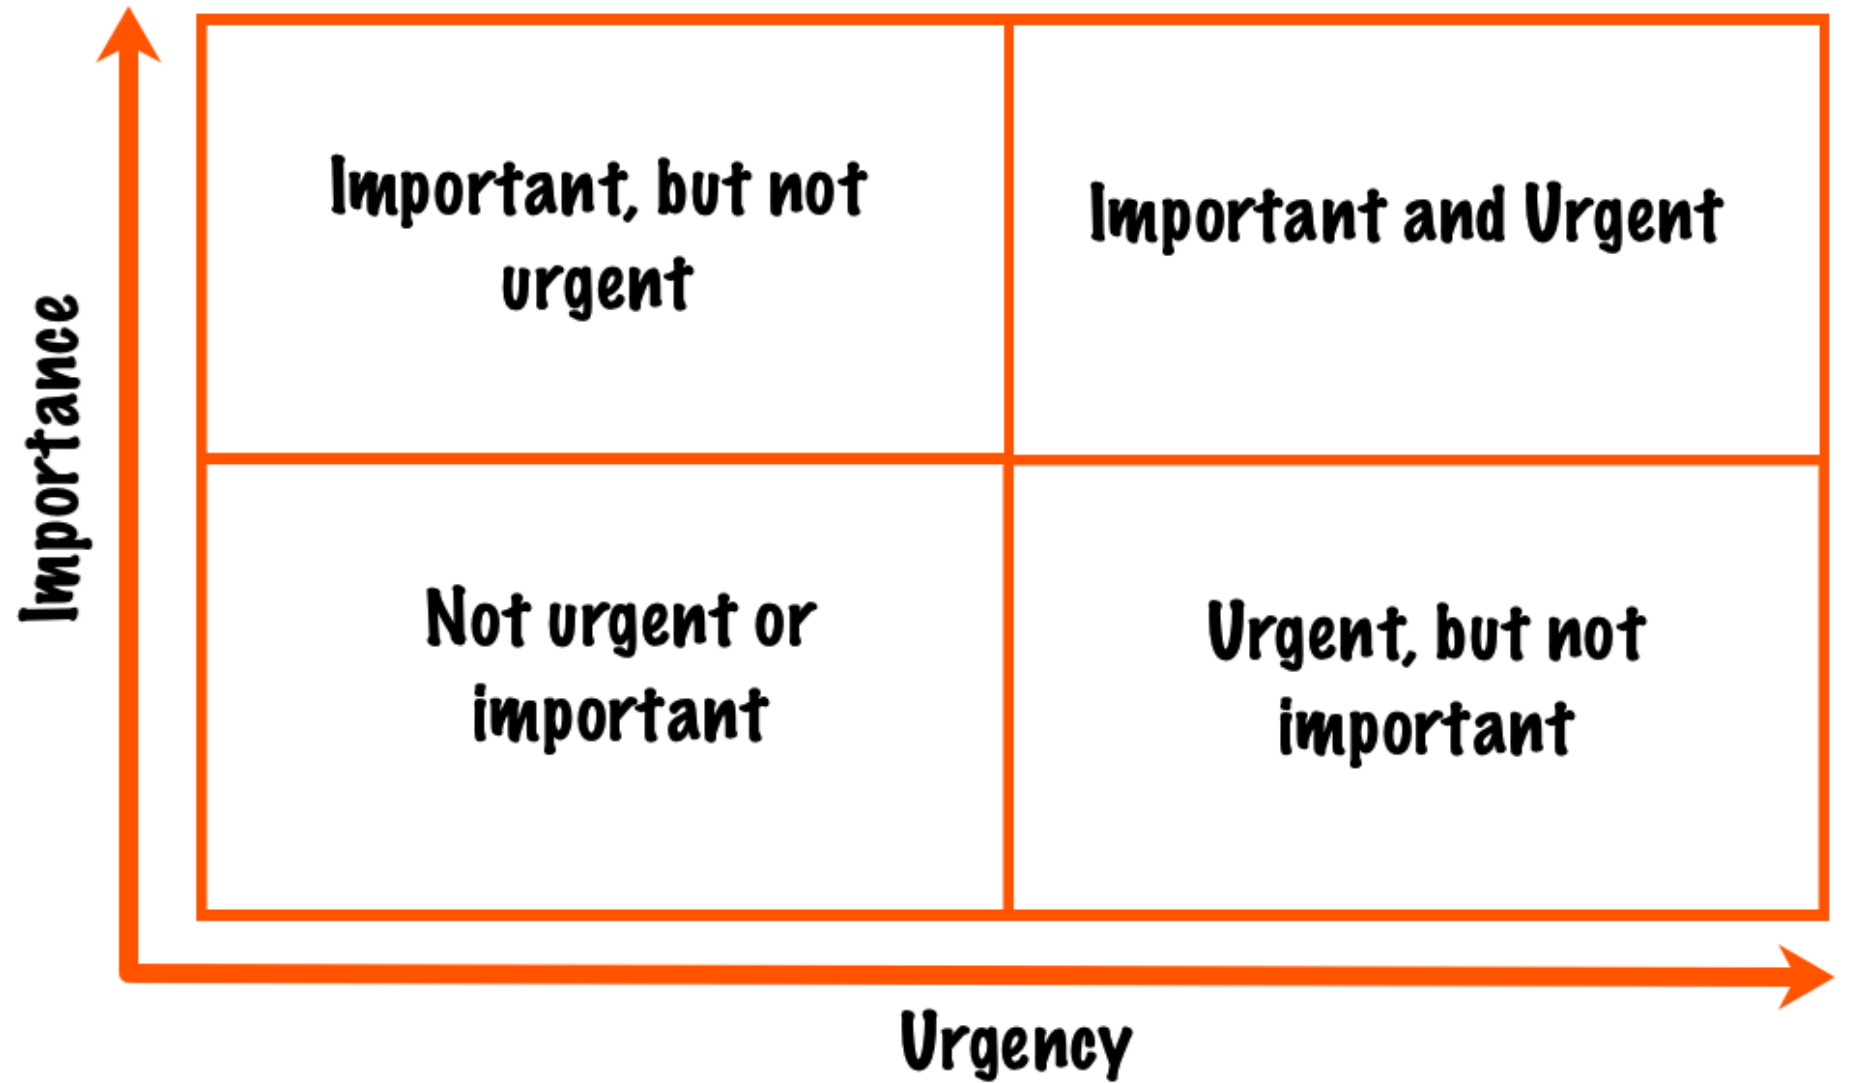 Important, but not
urgent
Important and Urgent
Importance
Not urgent or
important
Urgent, but not
important
Urgency